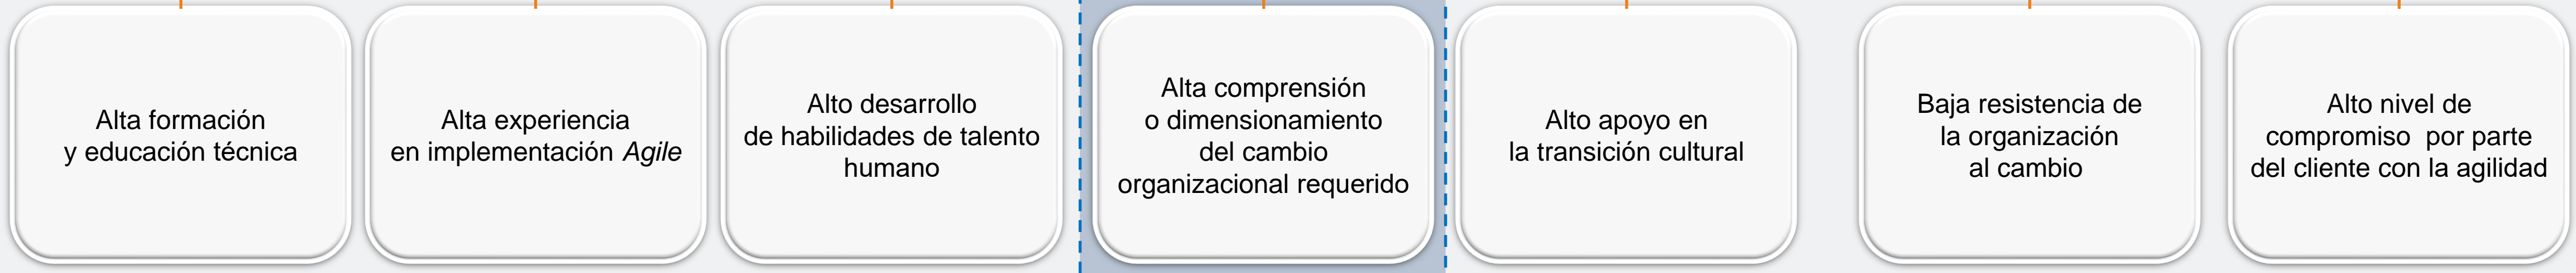 Alta formación
y educación técnica
Alta experiencia
en implementación Agile
Alto desarrollo
de habilidades de talento
humano
Alta comprensión
o dimensionamiento
del cambio
organizacional requerido
Alto apoyo en
la transición cultural
Baja resistencia de
la organización
al cambio
Alto nivel de
compromiso  por parte
del cliente con la agilidad